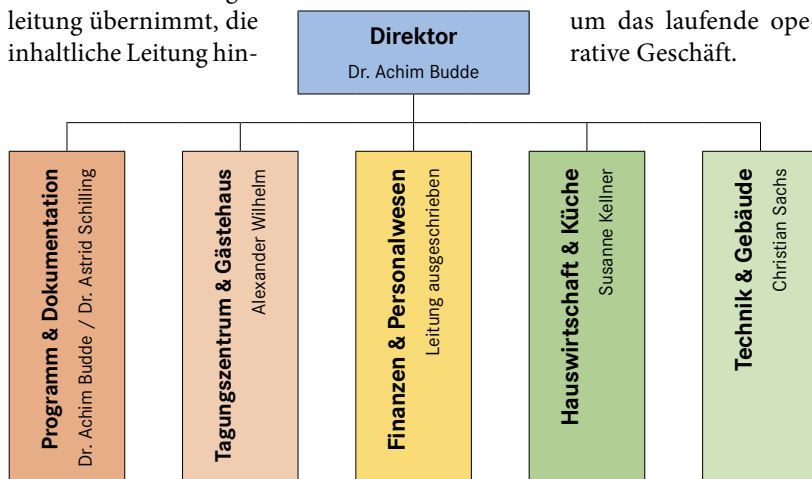 leitung übernimmt, die
inhaltliche Leitung hin-
um das laufende ope-
rative Geschäft.
Direktor
Dr. Achim Budde
Programm & Dokumentation
Dr. Achim Budde / Dr. Astrid Schilling
Tagungszentrum & Gästehaus
Alexander Wilhelm
Finanzen & Personalwesen
Leitung ausgeschrieben
Hauswirtschaft & Küche
Susanne Kellner
Technik & Gebäude
Christian Sachs